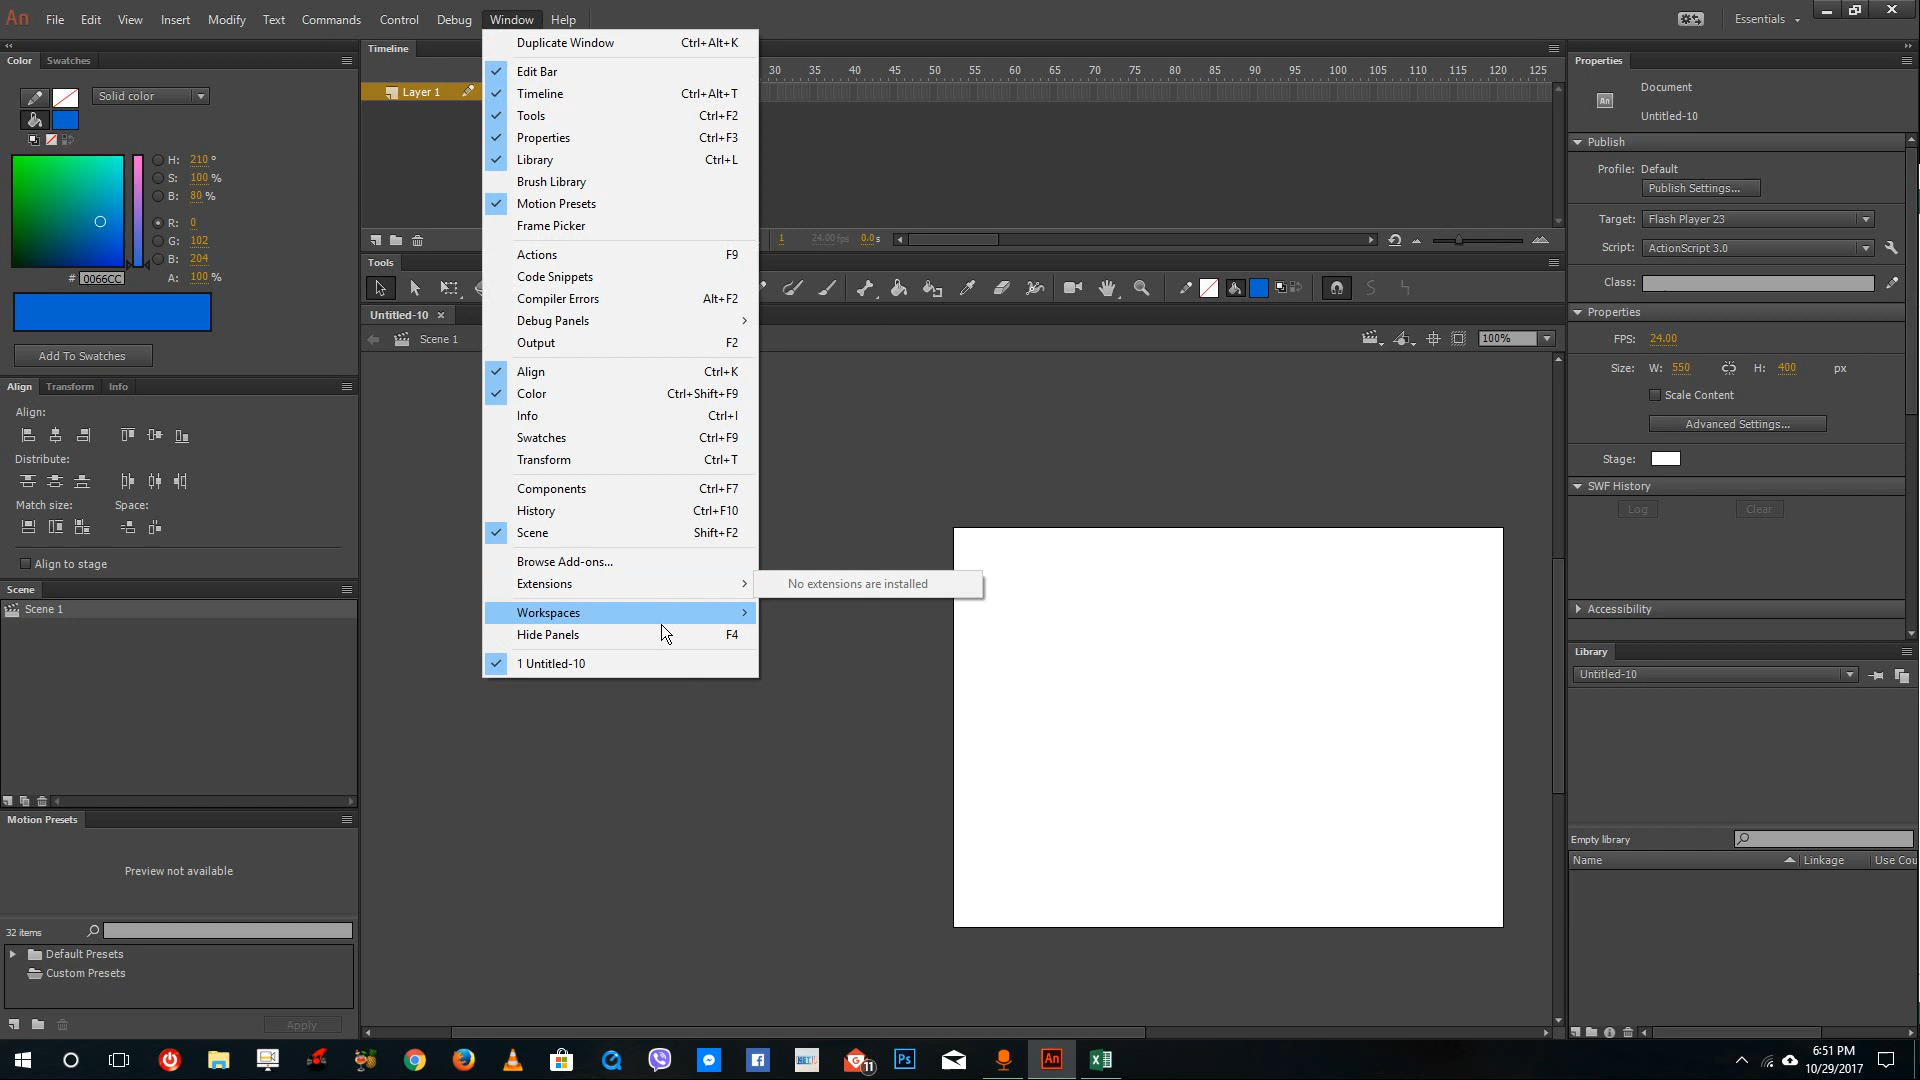 An File Edit View Insert Modify Text Commands Control Debug Window Help Essentials
Color Swatches
Solid color
H: 210 °
S: 100 %
B: 80 %
R: 0
G: 102
B: 204
# 0066CC A: 100 %
Add To Swatches
Align Transform Info
Align:
Distribute:
Match size: Space:
Align to stage
Scene
Scene 1
Motion Presets
Preview not available
32 items
Default Presets
Custom Presets
Apply
Timeline
Layer 1
30 35 40 45 50 55 60 65 70 75 80 85 90 95 100 105 110 115 120 125
1 24.00 fps 0.0 s
Tools
Untitled-10 ×
Scene 1
100%
Duplicate Window Ctrl+Alt+K
Edit Bar
Timeline Ctrl+Alt+T
Tools Ctrl+F2
Properties Ctrl+F3
Library Ctrl+L
Brush Library
Motion Presets
Frame Picker
Actions F9
Code Snippets
Compiler Errors Alt+F2
Debug Panels
Output F2
Align Ctrl+K
Color Ctrl+Shift+F9
Info Ctrl+I
Swatches Ctrl+F9
Transform Ctrl+T
Components Ctrl+F7
History Ctrl+F10
Scene Shift+F2
Browse Add-ons...
Extensions
No extensions are installed
Workspaces
Hide Panels F4
1 Untitled-10
Properties
Document
An
Untitled-10
Publish
Profile: Default
Publish Settings...
Target: Flash Player 23
Script: ActionScript 3.0
Class:
Properties
FPS: 24.00
Size: W: 550 H: 400 px
Scale Content
Advanced Settings...
Stage:
SWF History
Log Clear
Accessibility
Library
Untitled-10
Empty library
Name Linkage Use Cou
11 Ps An
6:51 PM
10/29/2017